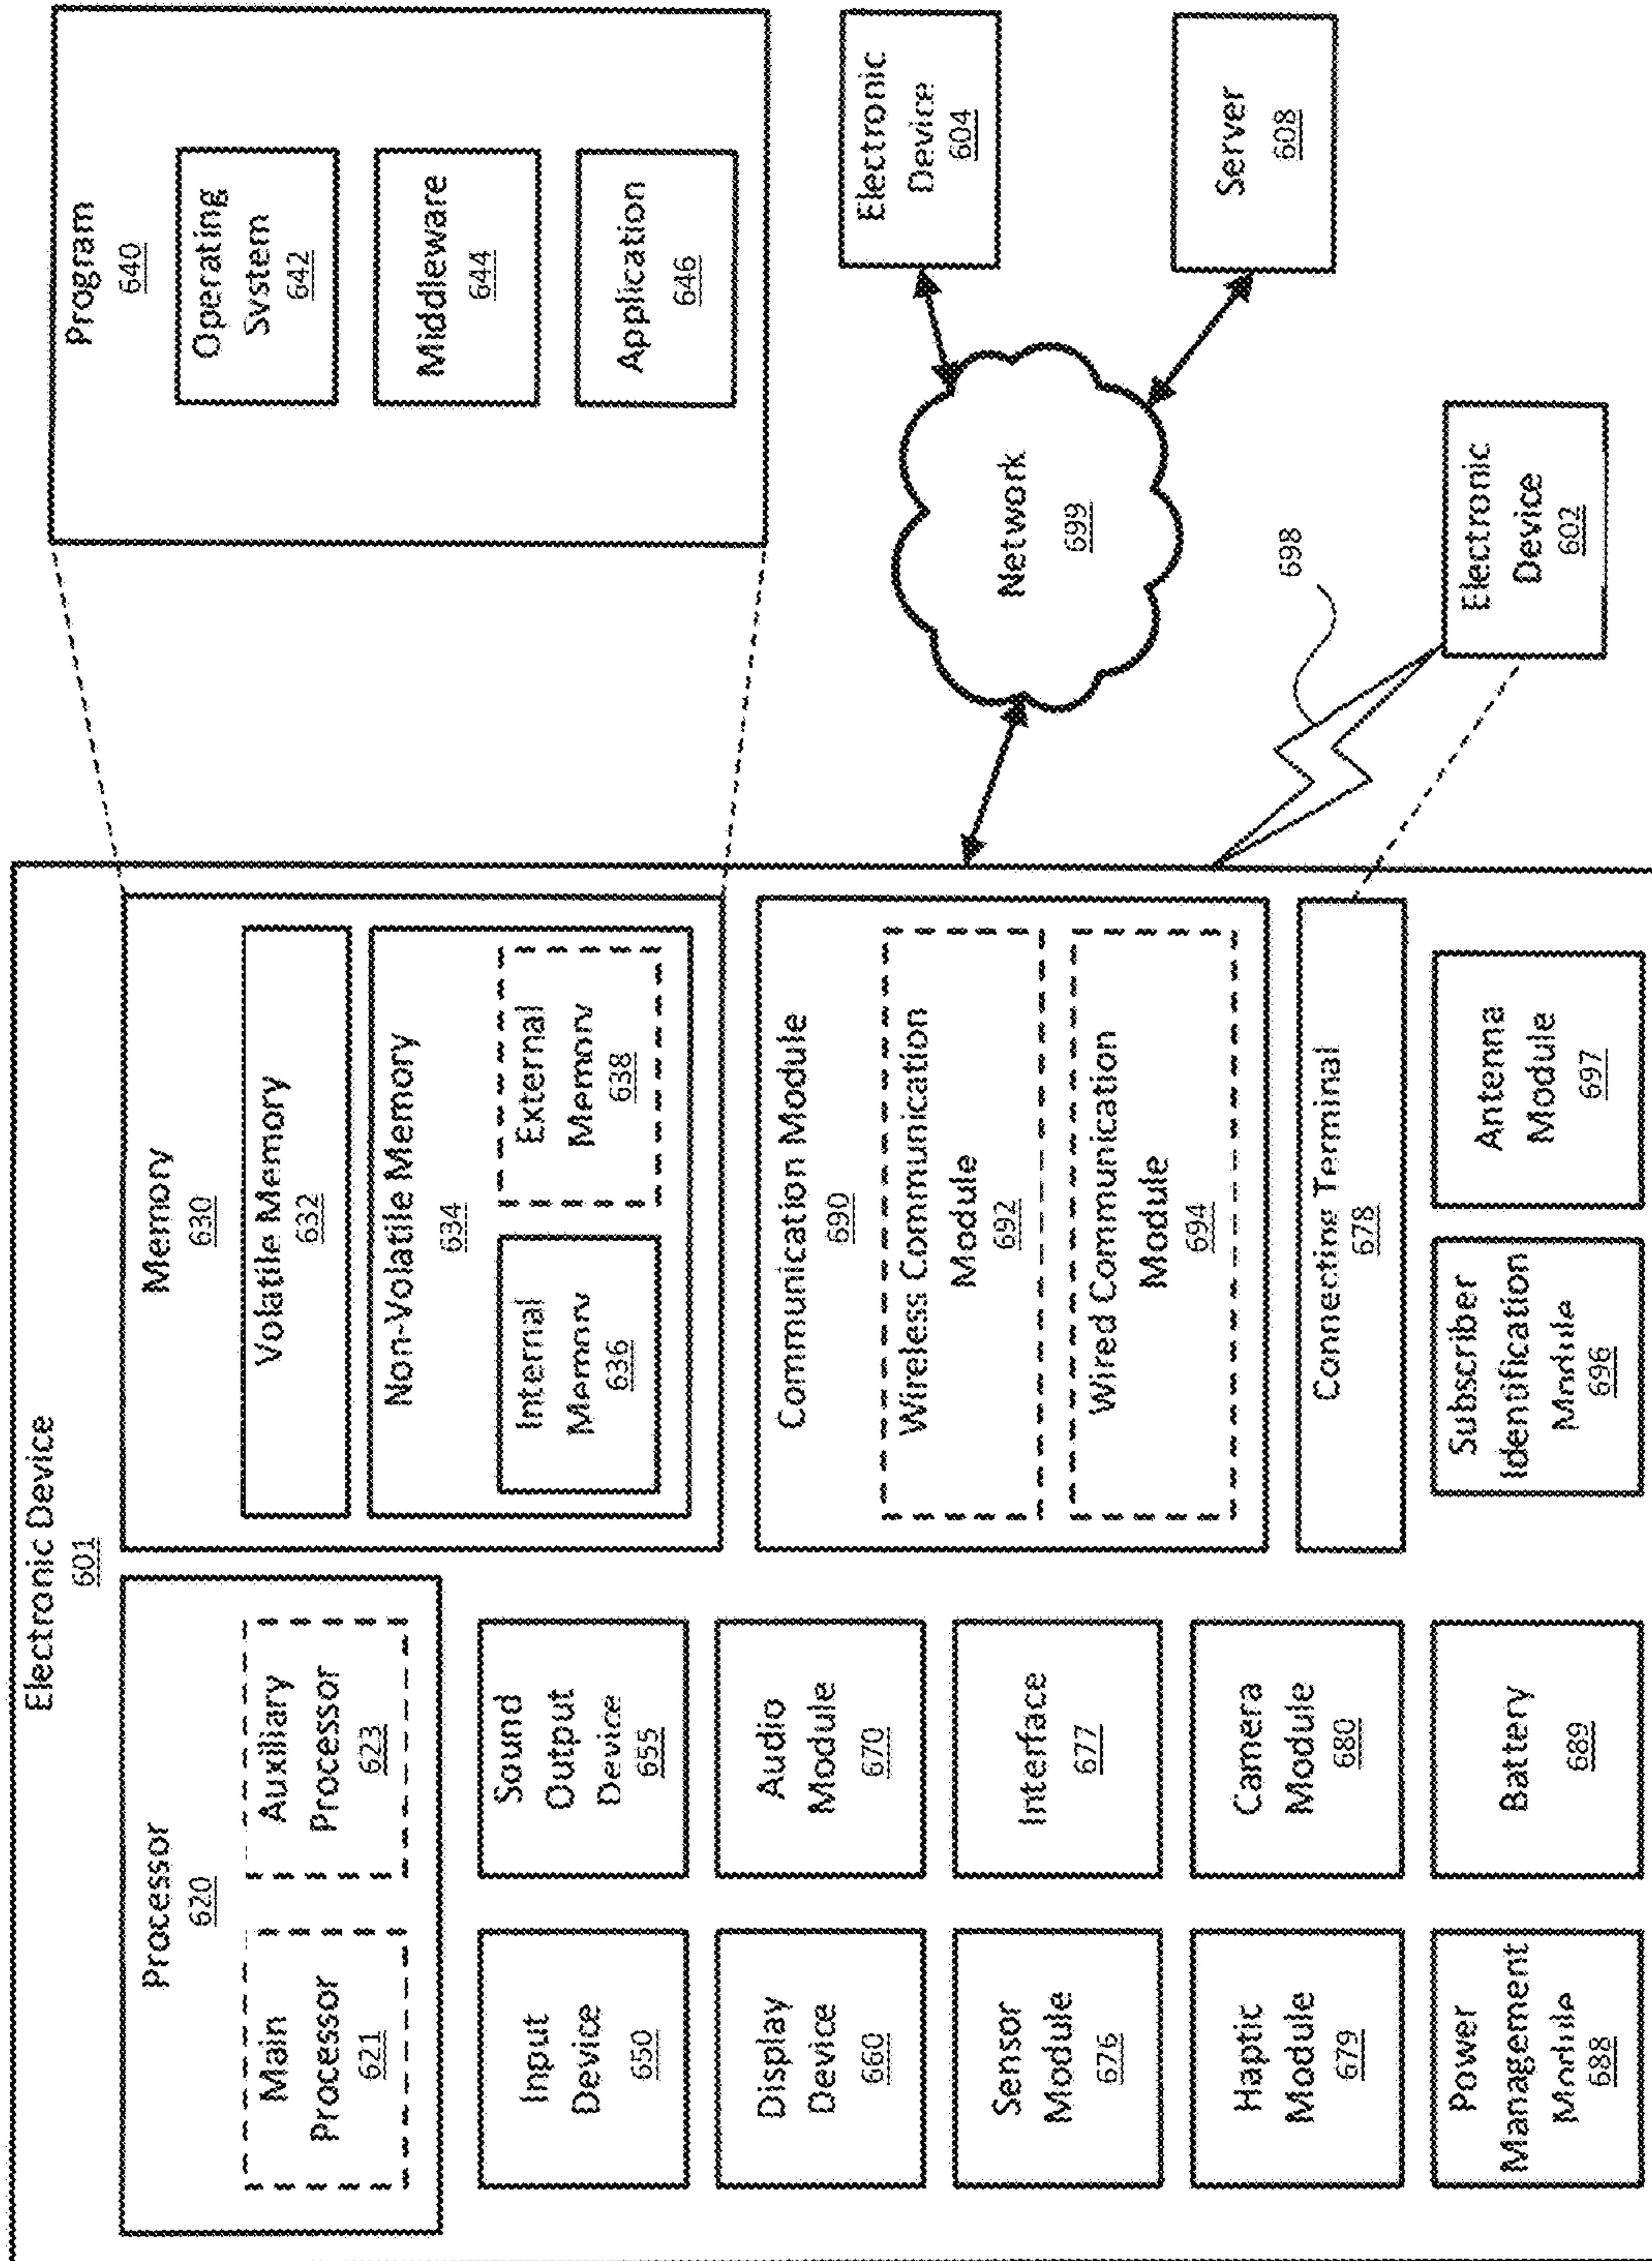 Electronic Device
601
Processor
620
Main
Processor
621
Auxiliary
Processor
623
Input
Device
650
Sound
Output
Device
655
Display
Device
660
Audio
Module
670
Sensor
Module
676
Interface
677
Haptic
Module
679
Camera
Module
680
Power
Management
Module
688
Battery
689
Memory
630
Volatile Memory
632
Non-Volatile Memory
634
Internal
Memory
636
External
Memory
638
Communication Module
690
Wireless Communication
Module
692
Wired Communication
Module
694
Connecting Terminal
678
Subscriber
Identification
Module
696
Antenna
Module
697
Program
640
Operating
System
642
Middleware
644
Application
646
Network
699
Electronic
Device
604
Server
608
698
Electronic
Device
602